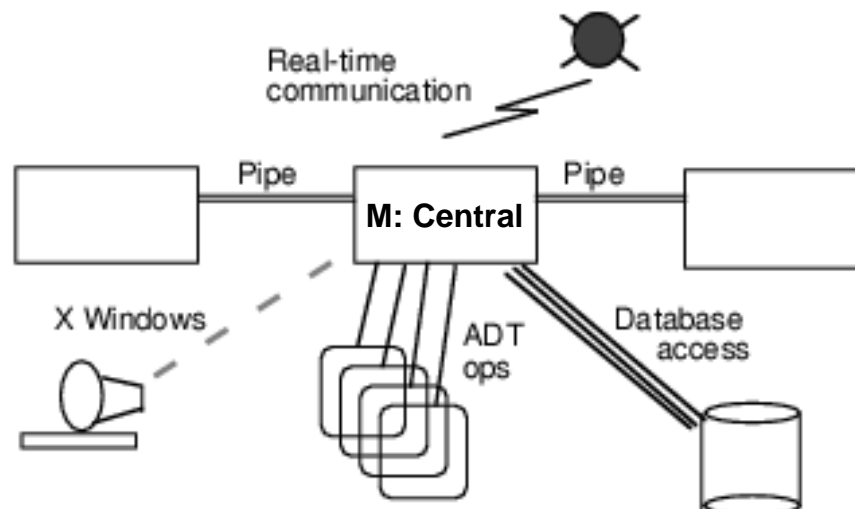 Real-time
communication
Pipe
M: Central
Pipe
X Windows
ADT
ops
Database
access